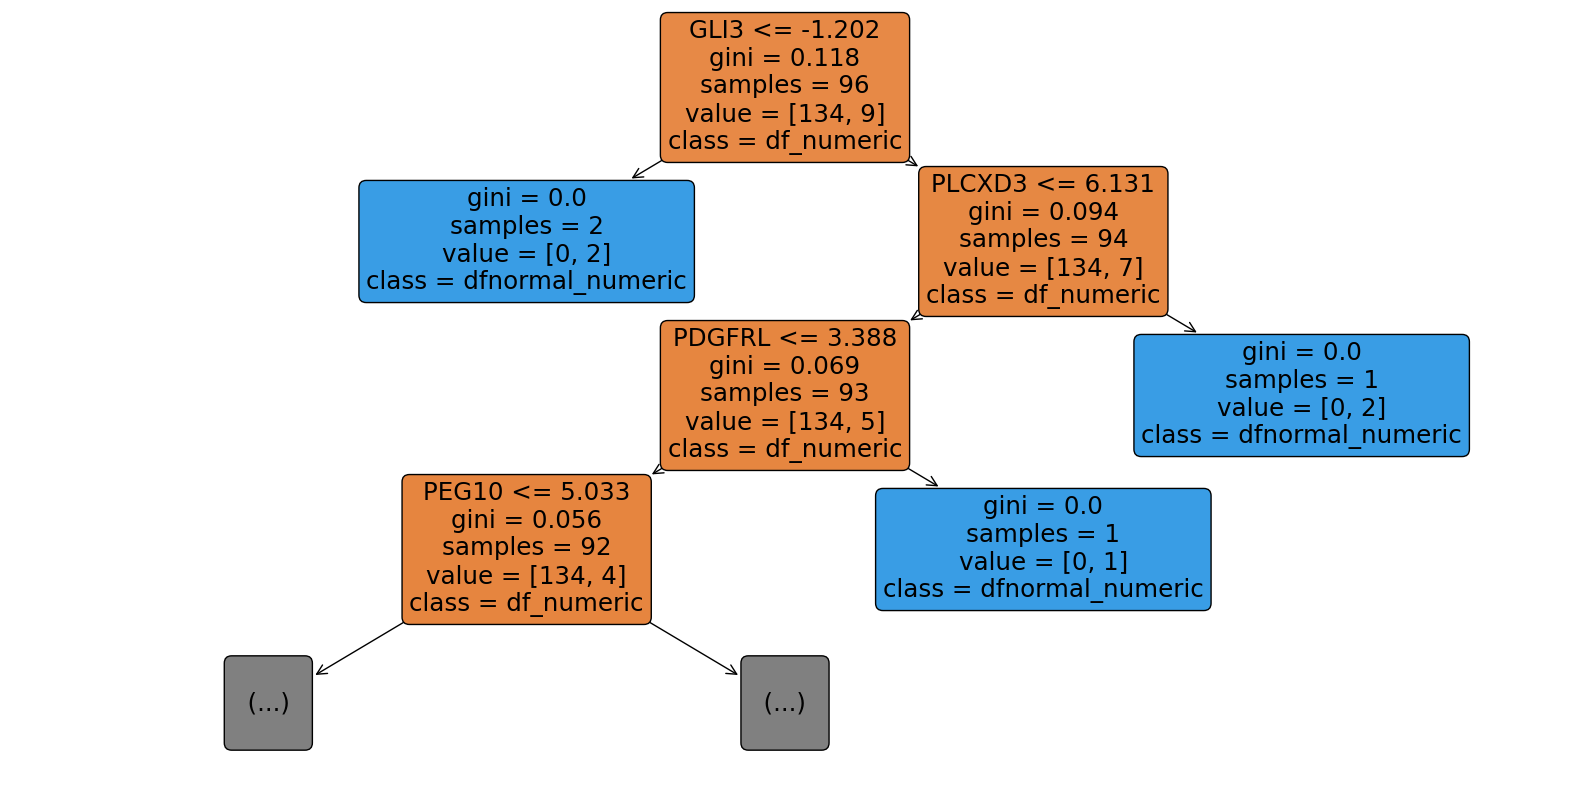 GLI3 <= -1.202
gini = 0.118
samples = 96
value = [134, 9]
class = df_numeric
gini = 0.0
samples = 2
value = [0, 2]
class = dfnormal_numeric
PLCXD3 <= 6.131
gini = 0.094
samples = 94
value = [134, 7]
class = df_numeric
PDGFRL <= 3.388
gini = 0.069
samples = 93
value = [134, 5]
class = df_numeric
gini = 0.0
samples = 1
value = [0, 2]
class = dfnormal_numeric
PEG10 <= 5.033
gini = 0.056
samples = 92
value = [134, 4]
class = df_numeric
gini = 0.0
samples = 1
value = [0, 1]
class = dfnormal_numeric
(...)
(...)